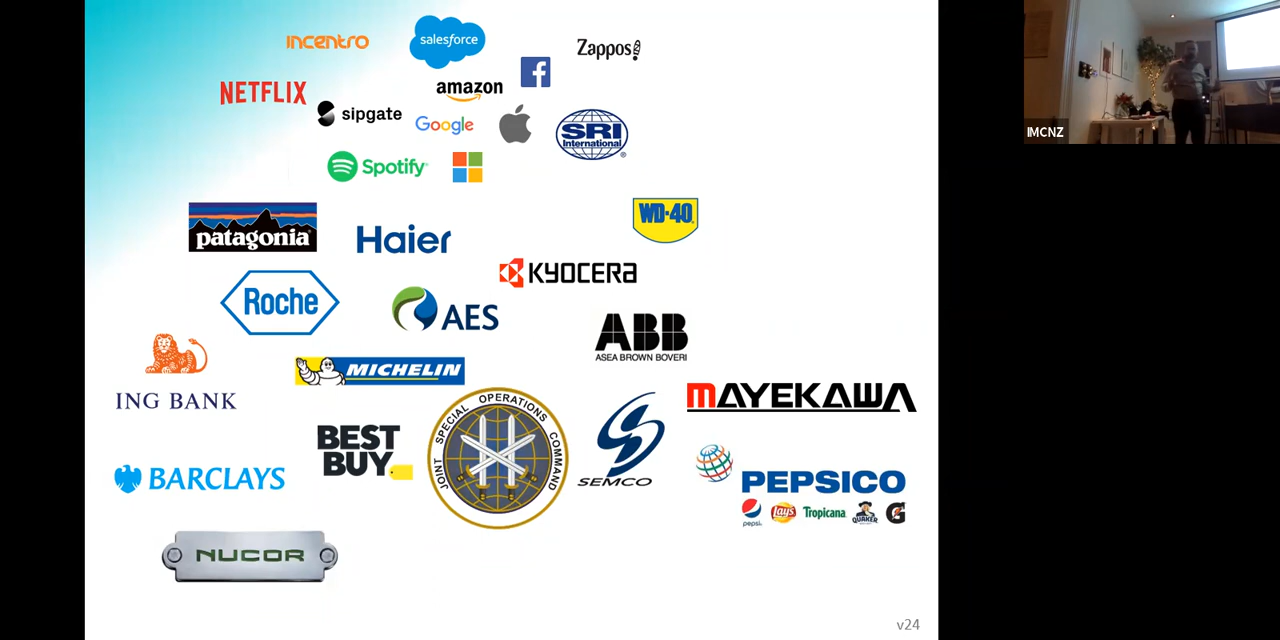 incentro
salesforce
Zappos
NETFLIX
amazon
sipgate
Google
SRI
International
®
Spotify
patagonia
Haier
WD-40
KYOCERA
Roche
AES
ABB
ASEA BROWN BOVERI
ING BANK
MICHELIN
MAYEKAWA
BEST
BUY
JOINT SPECIAL OPERATIONS COMMAND
SEMCO
BARCLAYS
PEPSICO
pepsi
Lay's Tropicana QUAKER G
NUCOR
v24
IMCNZ